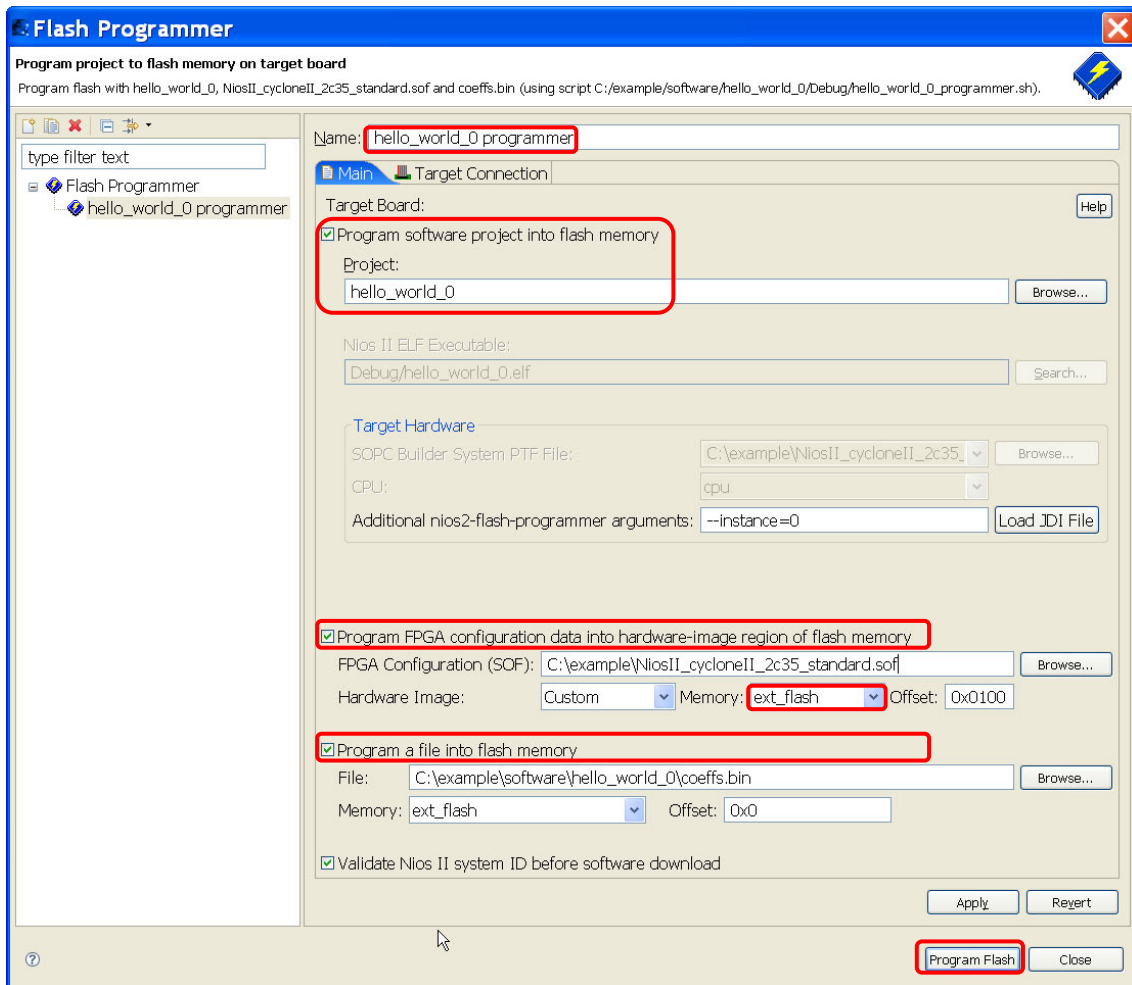 Flash Programmer
Program project to flash memory on target board
Program flash with hello_world_0, NiosII_cycloneII_2c35_standard.sof and coeffs.bin (using script C:/example/software/hello_world_0/Debug/hello_world_0_programmer.sh).
type filter text
Flash Programmer
hello_world_0 programmer
Name: hello_world_0 programmer
Main Target Connection
Target Board: Help
Program software project into flash memory
Project:
hello_world_0 Browse...
Nios II ELF Executable:
Debug/hello_world_0.elf Search...
Target Hardware
SOPC Builder System PTF File: C:\example\NiosII_cycloneII_2c35_ Browse...
CPU: cpu
Additional nios2-flash-programmer arguments: --instance=0 Load JDI File
Program FPGA configuration data into hardware-image region of flash memory
FPGA Configuration (SOF): C:\example\NiosII_cycloneII_2c35_standard.sof Browse...
Hardware Image: Custom Memory: ext_flash Offset: 0x0100
Program a file into flash memory
File: C:\example\software\hello_world_0\coeffs.bin Browse...
Memory: ext_flash Offset: 0x0
Validate Nios II system ID before software download
Apply Revert
? Program Flash Close